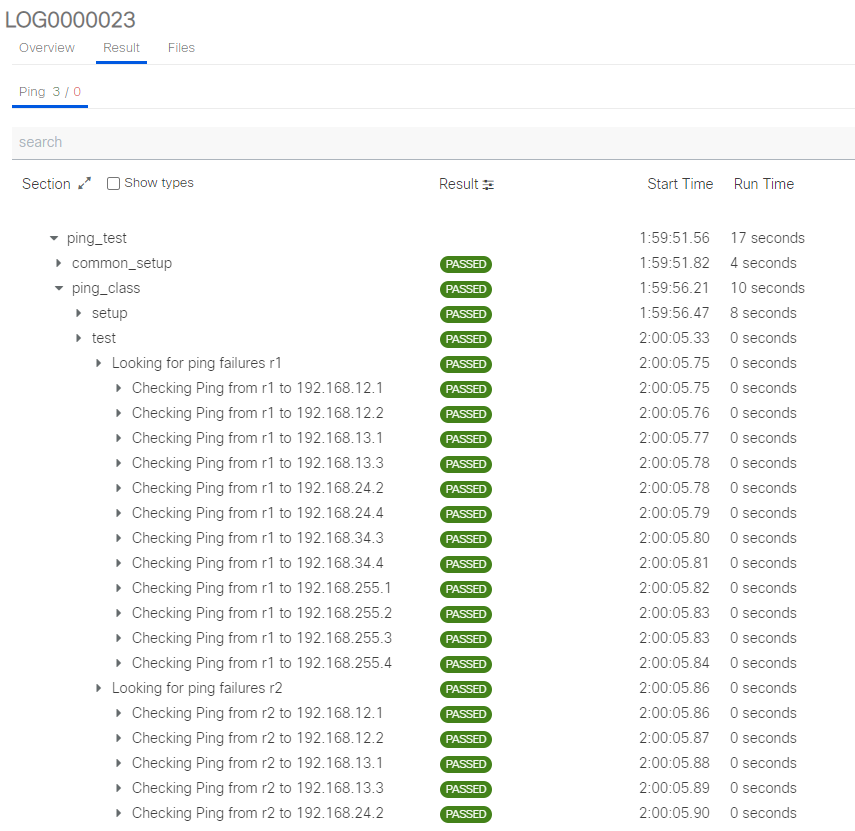 LOG0000023
Overview Result Files
Ping 3 / 0
search
Section Show types Result Start Time Run Time
ping_test 1:59:51.56 17 seconds
common_setup PASSED 1:59:51.82 4 seconds
ping_class PASSED 1:59:56.21 10 seconds
setup PASSED 1:59:56.47 8 seconds
test PASSED 2:00:05.33 0 seconds
Looking for ping failures r1 PASSED 2:00:05.75 0 seconds
Checking Ping from r1 to 192.168.12.1 PASSED 2:00:05.75 0 seconds
Checking Ping from r1 to 192.168.12.2 PASSED 2:00:05.76 0 seconds
Checking Ping from r1 to 192.168.13.1 PASSED 2:00:05.77 0 seconds
Checking Ping from r1 to 192.168.13.3 PASSED 2:00:05.78 0 seconds
Checking Ping from r1 to 192.168.24.2 PASSED 2:00:05.78 0 seconds
Checking Ping from r1 to 192.168.24.4 PASSED 2:00:05.79 0 seconds
Checking Ping from r1 to 192.168.34.3 PASSED 2:00:05.80 0 seconds
Checking Ping from r1 to 192.168.34.4 PASSED 2:00:05.81 0 seconds
Checking Ping from r1 to 192.168.255.1 PASSED 2:00:05.82 0 seconds
Checking Ping from r1 to 192.168.255.2 PASSED 2:00:05.83 0 seconds
Checking Ping from r1 to 192.168.255.3 PASSED 2:00:05.83 0 seconds
Checking Ping from r1 to 192.168.255.4 PASSED 2:00:05.84 0 seconds
Looking for ping failures r2 PASSED 2:00:05.86 0 seconds
Checking Ping from r2 to 192.168.12.1 PASSED 2:00:05.86 0 seconds
Checking Ping from r2 to 192.168.12.2 PASSED 2:00:05.87 0 seconds
Checking Ping from r2 to 192.168.13.1 PASSED 2:00:05.88 0 seconds
Checking Ping from r2 to 192.168.13.3 PASSED 2:00:05.89 0 seconds
Checking Ping from r2 to 192.168.24.2 PASSED 2:00:05.90 0 seconds